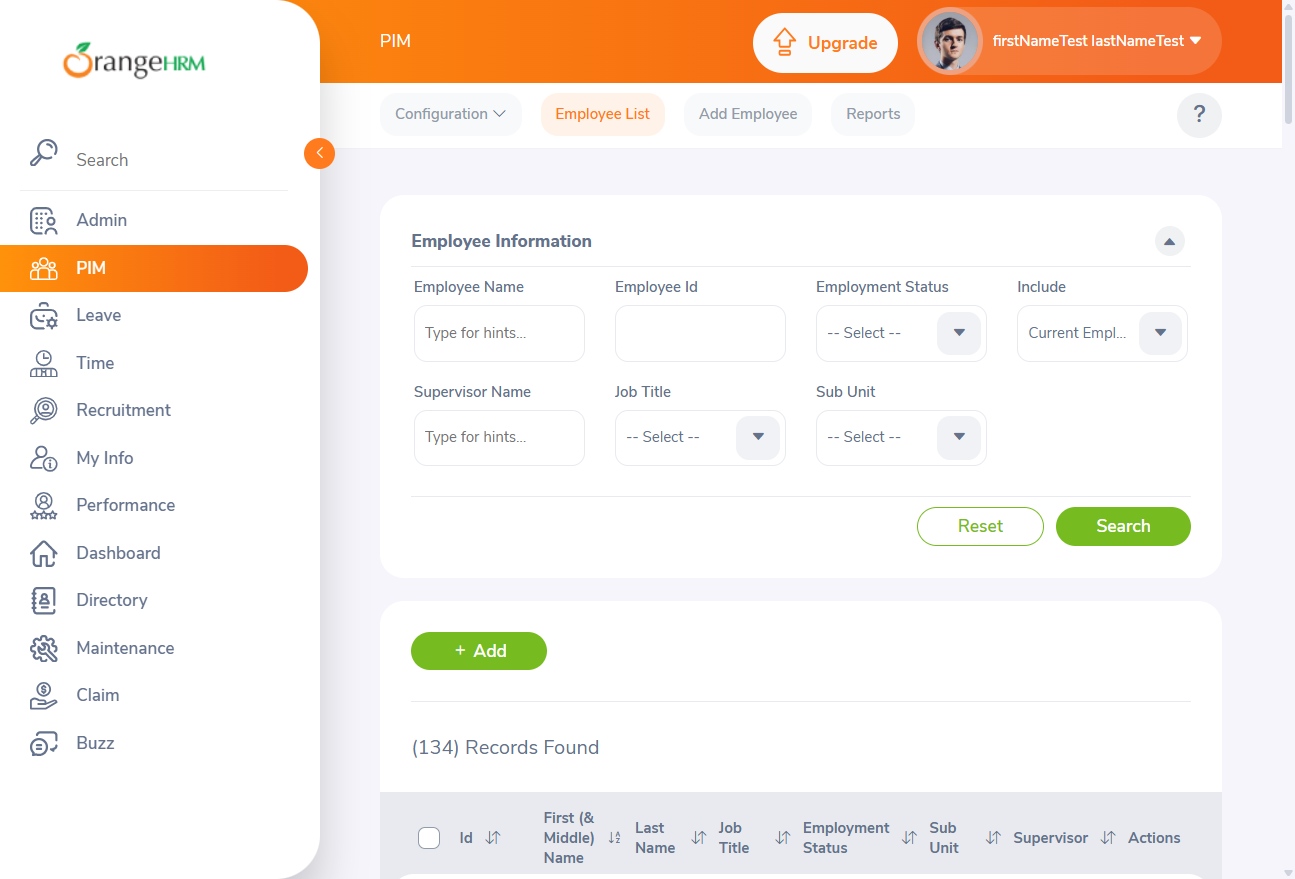 OrangeHRM
PIM
Upgrade
firstNameTest lastNameTest
Configuration
Employee List
Add Employee
Reports
?
Search
Admin
PIM
Leave
Time
Recruitment
My Info
Performance
Dashboard
Directory
Maintenance
Claim
Buzz
Employee Information
Employee Name
Employee Id
Employment Status
Include
Type for hints...
-- Select --
Current Empl...
Supervisor Name
Job Title
Sub Unit
Type for hints...
-- Select --
-- Select --
Reset
Search
+ Add
(134) Records Found
Id
First (&
Middle)
Name
Last
Name
Job
Title
Employment
Status
Sub
Unit
Supervisor
Actions